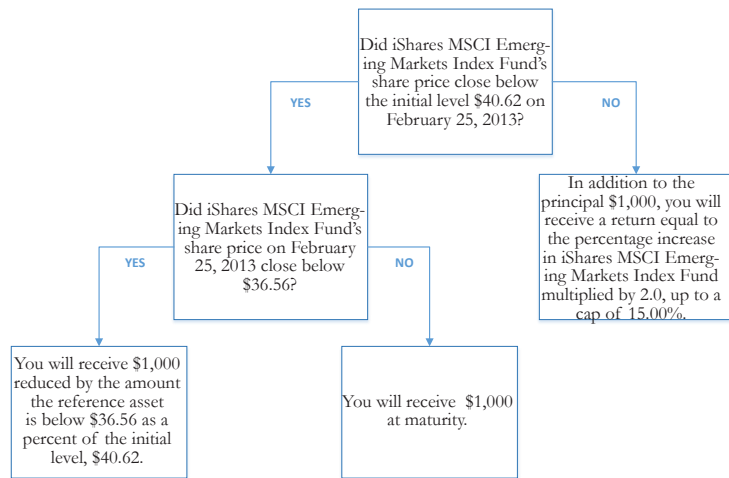 Did iShares MSCI Emerg-
ing Markets Index Fund's
share price close below
the initial level $40.62 on
February 25, 2013?
YES
NO
Did iShares MSCI Emerg-
ing Markets Index Fund's
share price on February
25, 2013 close below
$36.56?
In addition to the
principal $1,000, you will
receive a return equal to
the percentage increase
in iShares MSCI Emerg-
ing Markets Index Fund
multiplied by 2.0, up to a
cap of 15.00%.
YES
NO
You will receive $1,000
reduced by the amount
the reference asset
is below $36.56 as a
percent of the initial
level, $40.62.
You will receive $1,000
at maturity.